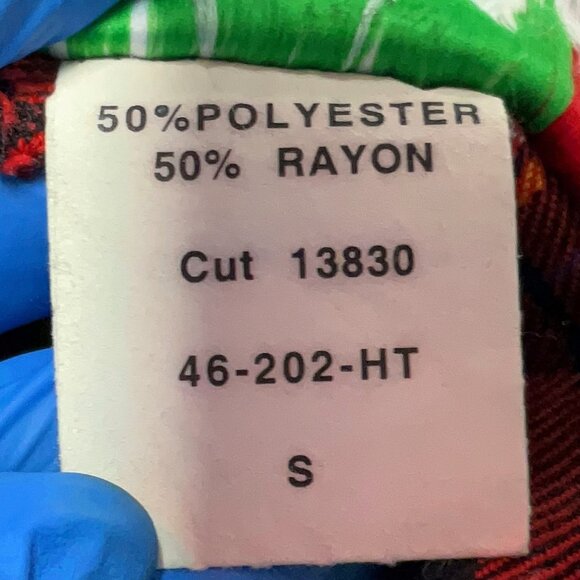 50%POLYESTER
50% RAYON
Cut 13830
46-202-HT
S